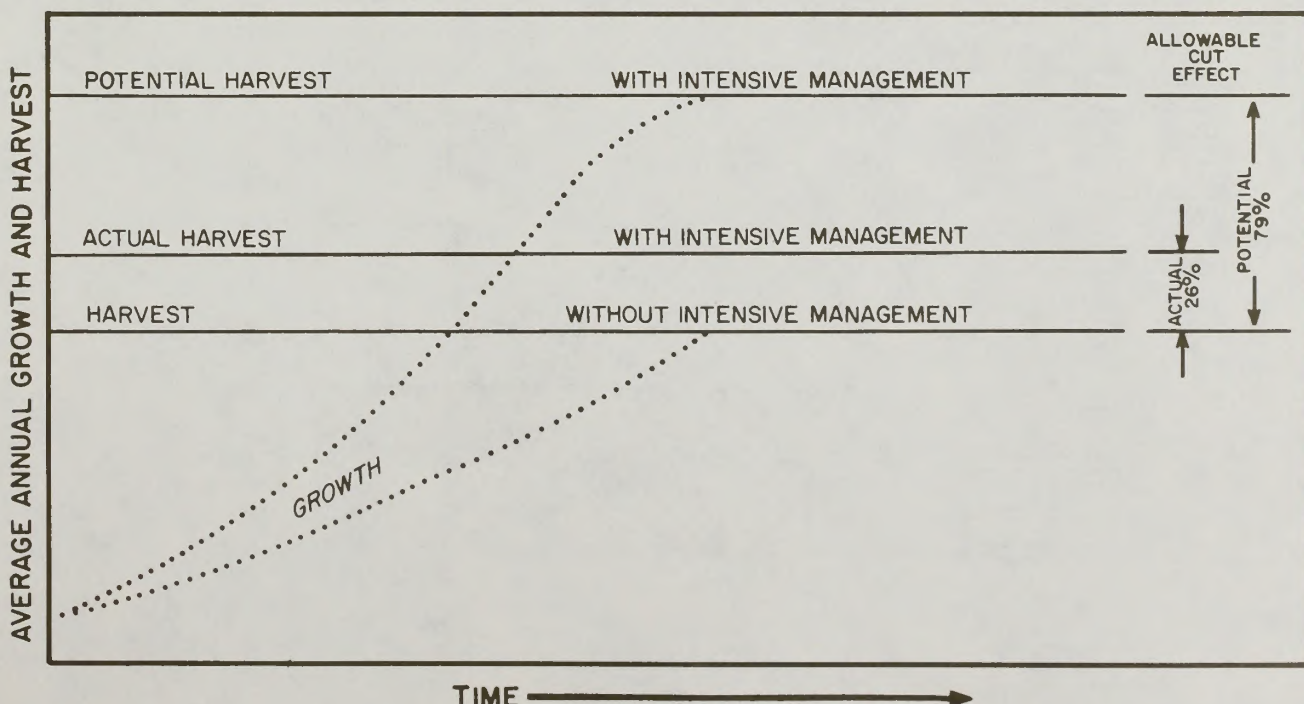 ALLOWABLE
CUT
EFFECT
POTENTIAL HARVEST WITH INTENSIVE MANAGEMENT
ACTUAL HARVEST WITH INTENSIVE MANAGEMENT
HARVEST WITHOUT INTENSIVE MANAGEMENT
POTENTIAL
79%
ACTUAL
26%
GROWTH
AVERAGE ANNUAL GROWTH AND HARVEST
TIME